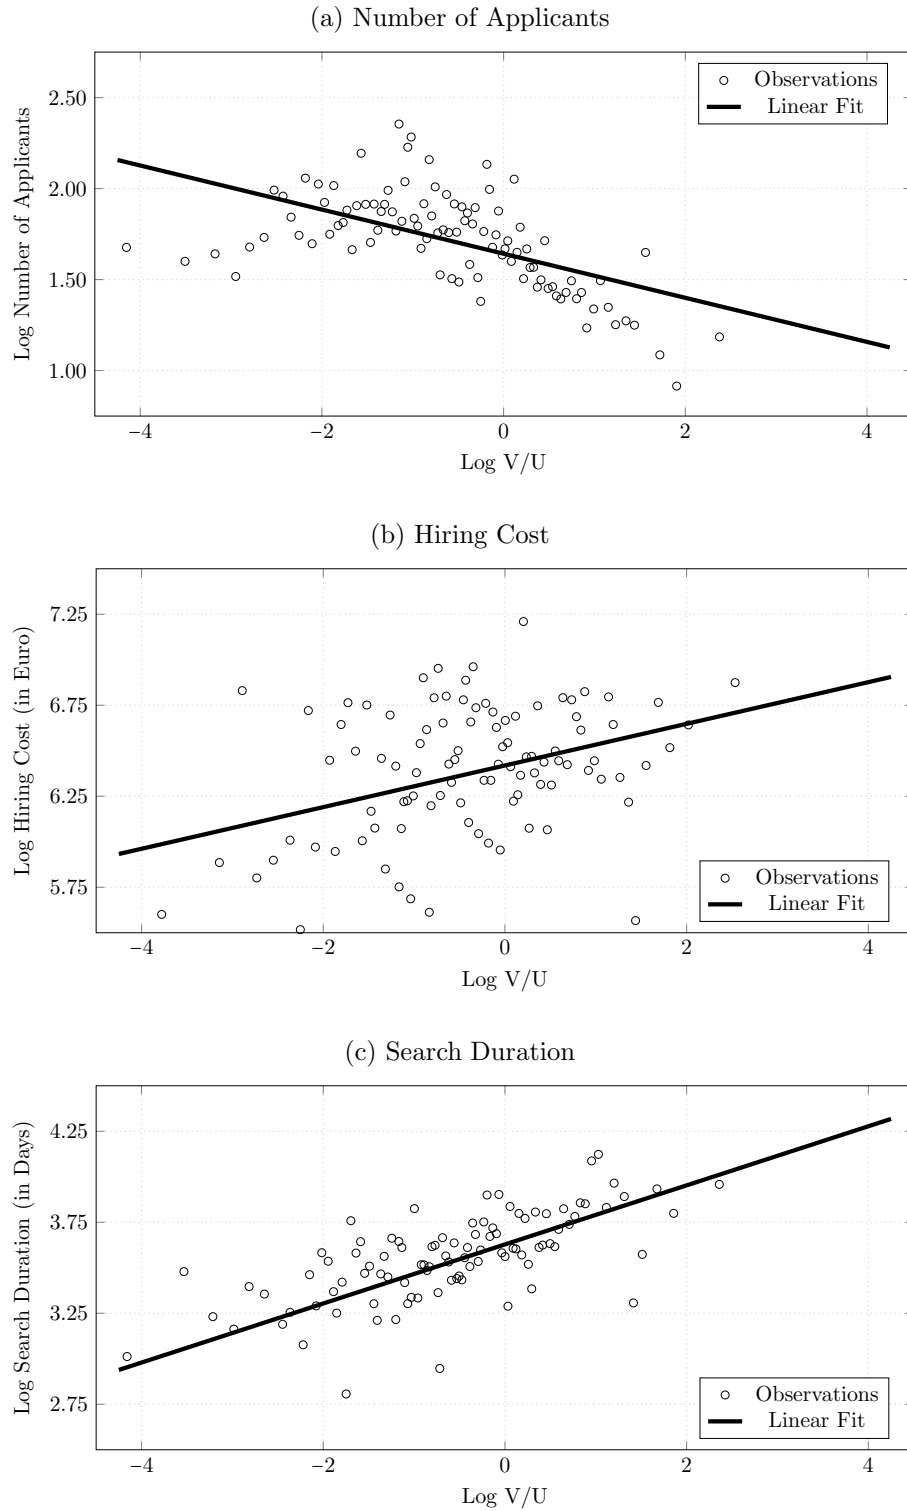 (a) Number of Applicants
2.50
2.00
1.50
1.00
Log Number of Applicants
Observations
Linear Fit
−4
−2
0
2
4
Log V/U
(b) Hiring Cost
7.25
6.75
6.25
5.75
Log Hiring Cost (in Euro)
Observations
Linear Fit
−4
−2
0
2
4
Log V/U
(c) Search Duration
4.25
3.75
3.25
2.75
Log Search Duration (in Days)
Observations
Linear Fit
−4
−2
0
2
4
Log V/U